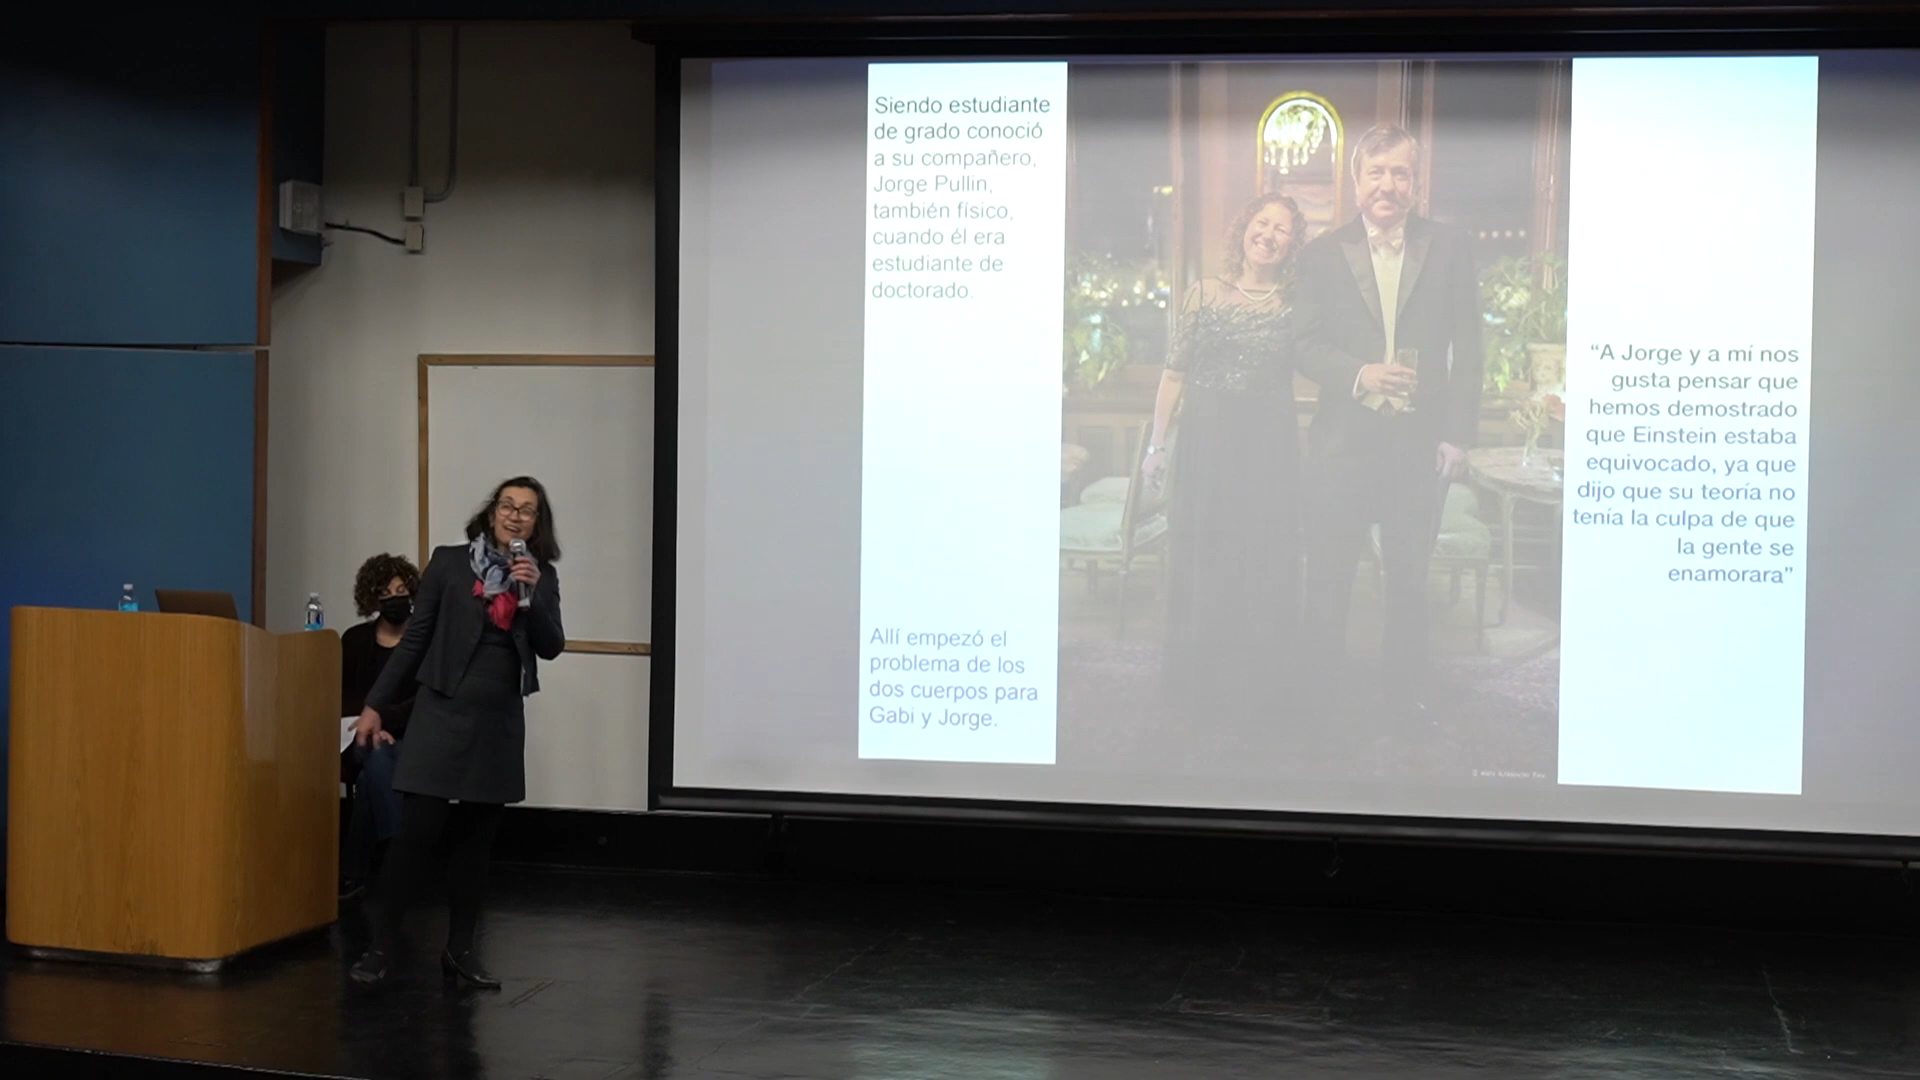 Siendo estudiante
de grado conoció
a su compañero,
Jorge Pullin,
también físico,
cuando él era
estudiante de
doctorado.
Allí empezó el
problema de los
dos cuerpos para
Gabi y Jorge.
“A Jorge y a mí nos
gusta pensar que
hemos demostrado
que Einstein estaba
equivocado, ya que
dijo que su teoría no
tenía la culpa de que
la gente se
enamorara”